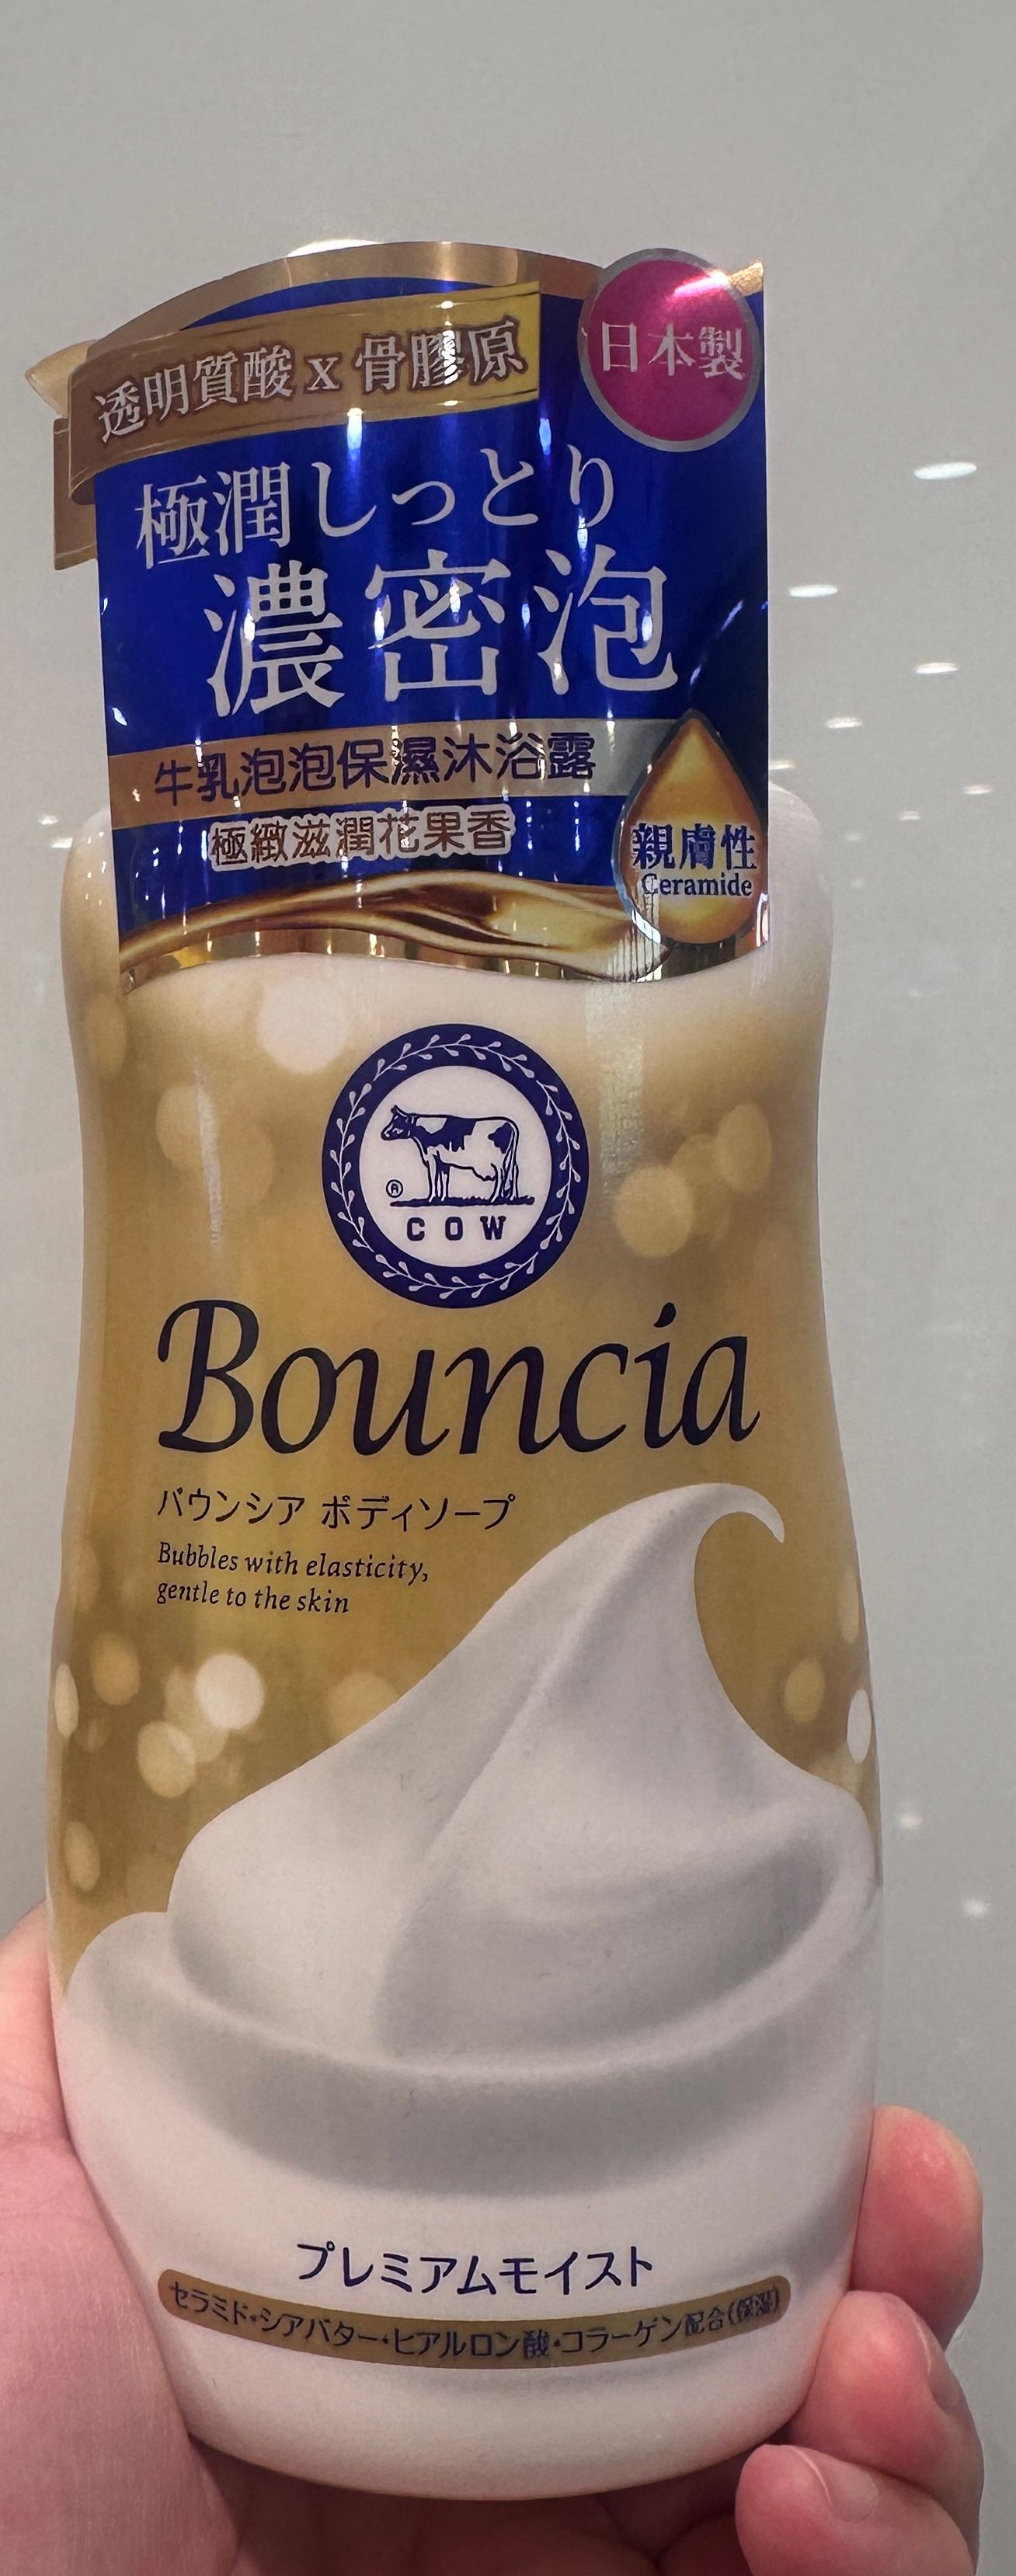 透明質酸 x 骨膠原
日本製
極潤しっとり
濃密泡
牛乳泡泡保濕沐浴露
極緻滋潤花果香
親膚性
Ceramide
®
COW
Bouncia
バウンシア ボディソープ
Bubbles with elasticity,
gentle to the skin
プレミアムモイスト
セラミド・シアバター・ヒアルロン酸・コラーゲン配合(保湿)